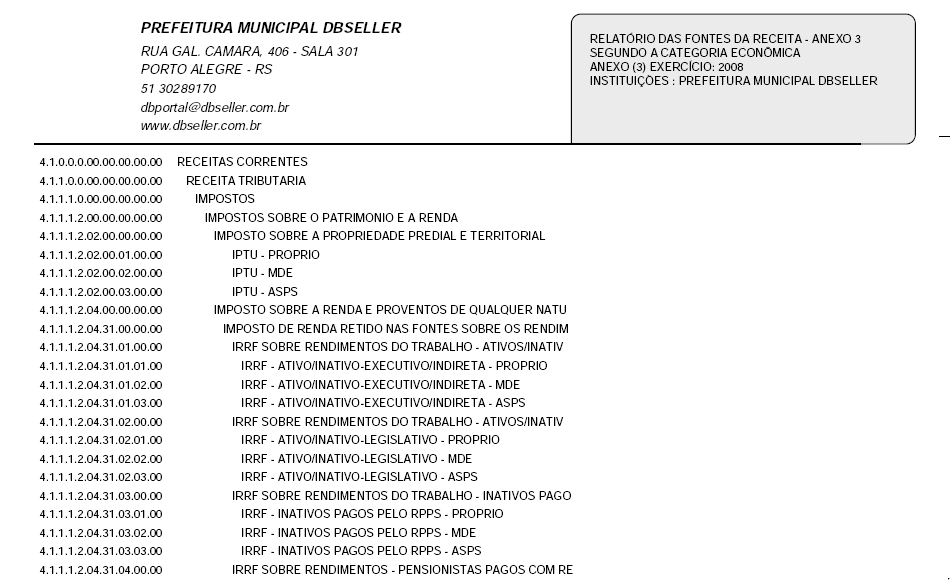 PREFEITURA MUNICIPAL DBSELLER
RUA GAL. CAMARA, 406 - SALA 301
PORTO ALEGRE - RS
51 30289170
dbportal@dbseller.com.br
www.dbseller.com.br
RELATÓRIO DAS FONTES DA RECEITA - ANEXO 3
SEGUNDO A CATEGORIA ECONÔMICA
ANEXO (3) EXERCÍCIO: 2008
INSTITUIÇÕES : PREFEITURA MUNICIPAL DBSELLER
4.1.0.0.0.00.00.00.00.00 RECEITAS CORRENTES
4.1.1.0.0.00.00.00.00.00 RECEITA TRIBUTARIA
4.1.1.1.0.00.00.00.00.00 IMPOSTOS
4.1.1.1.2.00.00.00.00.00 IMPOSTOS SOBRE O PATRIMONIO E A RENDA
4.1.1.1.2.02.00.00.00.00 IMPOSTO SOBRE A PROPRIEDADE PREDIAL E TERRITORIAL
4.1.1.1.2.02.00.01.00.00 IPTU - PROPRIO
4.1.1.1.2.02.00.02.00.00 IPTU - MDE
4.1.1.1.2.02.00.03.00.00 IPTU - ASPS
4.1.1.1.2.04.00.00.00.00 IMPOSTO SOBRE A RENDA E PROVENTOS DE QUALQUER NATU
4.1.1.1.2.04.31.00.00.00 IMPOSTO DE RENDA RETIDO NAS FONTES SOBRE OS RENDIM
4.1.1.1.2.04.31.01.00.00 IRRF SOBRE RENDIMENTOS DO TRABALHO - ATIVOS/INATIV
4.1.1.1.2.04.31.01.01.00 IRRF - ATIVO/INATIVO-EXECUTIVO/INDIRETA - PROPRIO
4.1.1.1.2.04.31.01.02.00 IRRF - ATIVO/INATIVO-EXECUTIVO/INDIRETA - MDE
4.1.1.1.2.04.31.01.03.00 IRRF - ATIVO/INATIVO-EXECUTIVO/INDIRETA - ASPS
4.1.1.1.2.04.31.02.00.00 IRRF SOBRE RENDIMENTOS DO TRABALHO - ATIVOS/INATIV
4.1.1.1.2.04.31.02.01.00 IRRF - ATIVO/INATIVO-LEGISLATIVO - PROPRIO
4.1.1.1.2.04.31.02.02.00 IRRF - ATIVO/INATIVO-LEGISLATIVO - MDE
4.1.1.1.2.04.31.02.03.00 IRRF - ATIVO/INATIVO-LEGISLATIVO - ASPS
4.1.1.1.2.04.31.03.00.00 IRRF SOBRE RENDIMENTOS DO TRABALHO - INATIVOS PAGO
4.1.1.1.2.04.31.03.01.00 IRRF - INATIVOS PAGOS PELO RPPS - PROPRIO
4.1.1.1.2.04.31.03.02.00 IRRF - INATIVOS PAGOS PELO RPPS - MDE
4.1.1.1.2.04.31.03.03.00 IRRF - INATIVOS PAGOS PELO RPPS - ASPS
4.1.1.1.2.04.31.04.00.00 IRRF SOBRE RENDIMENTOS - PENSIONISTAS PAGOS COM RE